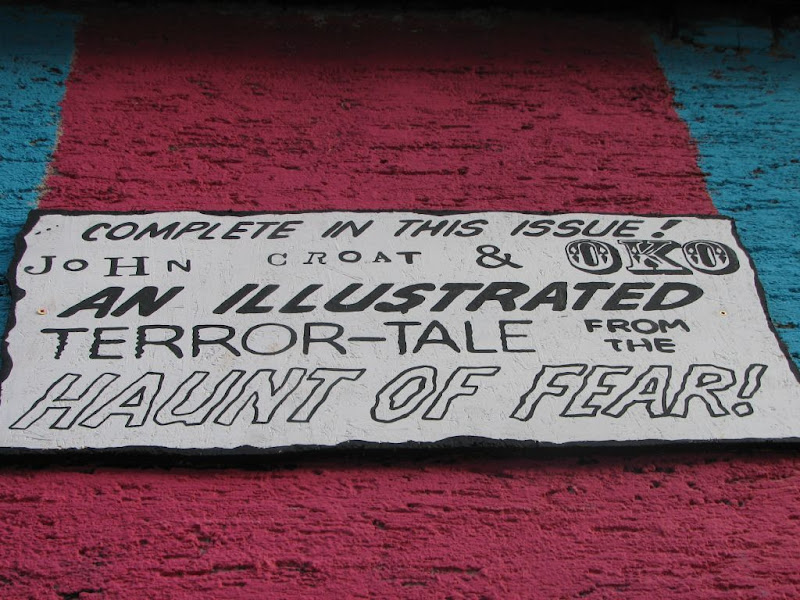 COMPLETE IN THIS ISSUE!
JOHN CROAT & OKO
AN ILLUSTRATED
TERROR-TALE FROM THE
HAUNT OF FEAR!